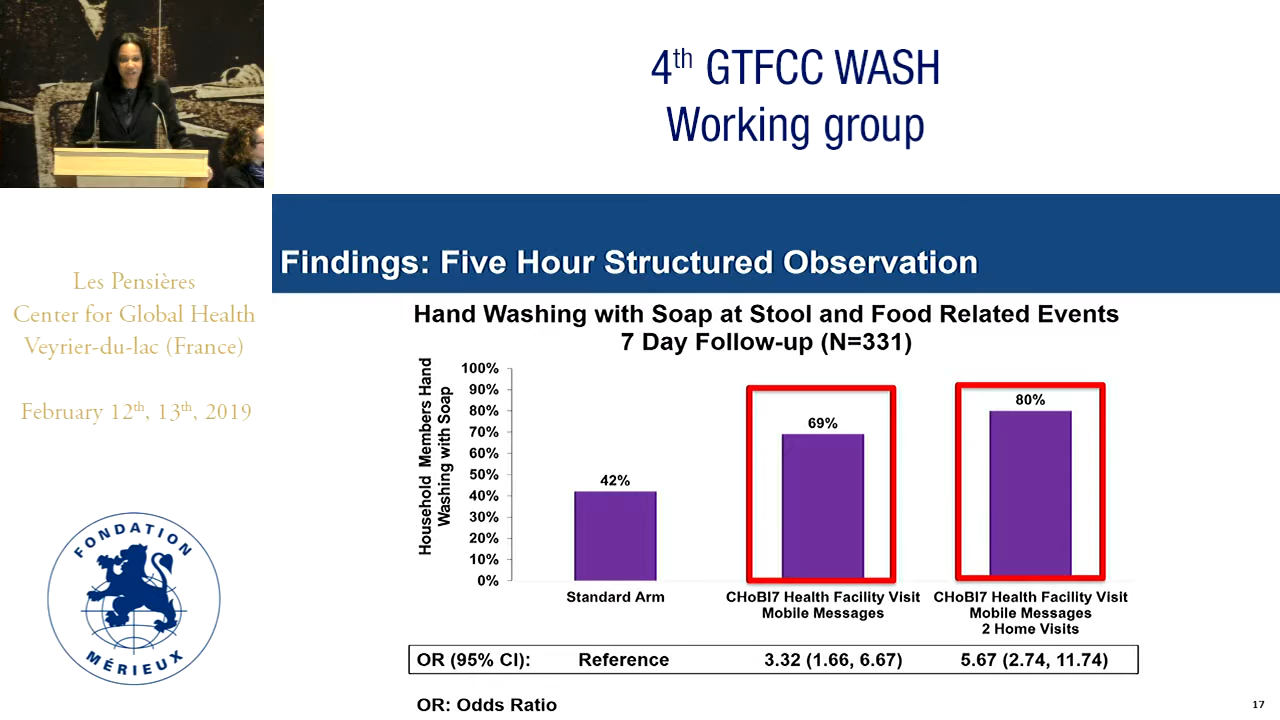 4th GTFCC WASH
Working group
Les Pensières
Center for Global Health
Veyrier-du-lac (France)
February 12th, 13th, 2019
FONDATION
MÉRIEUX
Findings: Five Hour Structured Observation
Hand Washing with Soap at Stool and Food Related Events
7 Day Follow-up (N=331)
Household Members Hand
Washing with Soap
100%
90%
80%
70%
60%
50%
40%
30%
20%
10%
0%
42%
69%
80%
Standard Arm
CHoBI7 Health Facility Visit
Mobile Messages
CHoBI7 Health Facility Visit
Mobile Messages
2 Home Visits
OR (95% CI): Reference 3.32 (1.66, 6.67) 5.67 (2.74, 11.74)
OR: Odds Ratio
17